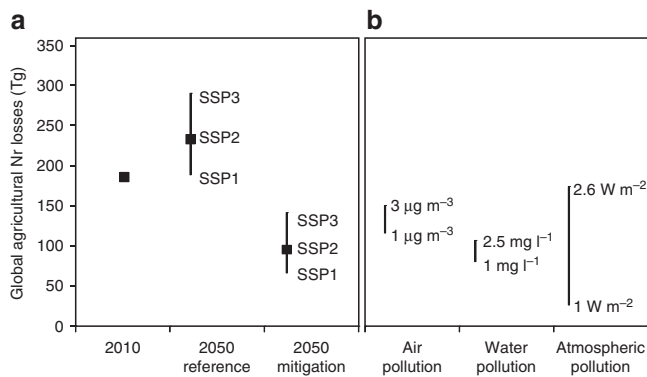 a
b
Global agricultural Nr losses (Tg)
350
300
250
200
150
100
50
0
SSP3
SSP2
SSP1
SSP3
SSP2
SSP1
3 μg m⁻³
1 μg m⁻³
2.5 mg l⁻¹
1 mg l⁻¹
2.6 W m⁻²
1 W m⁻²
2010
2050
reference
2050
mitigation
Air
pollution
Water
pollution
Atmospheric
pollution